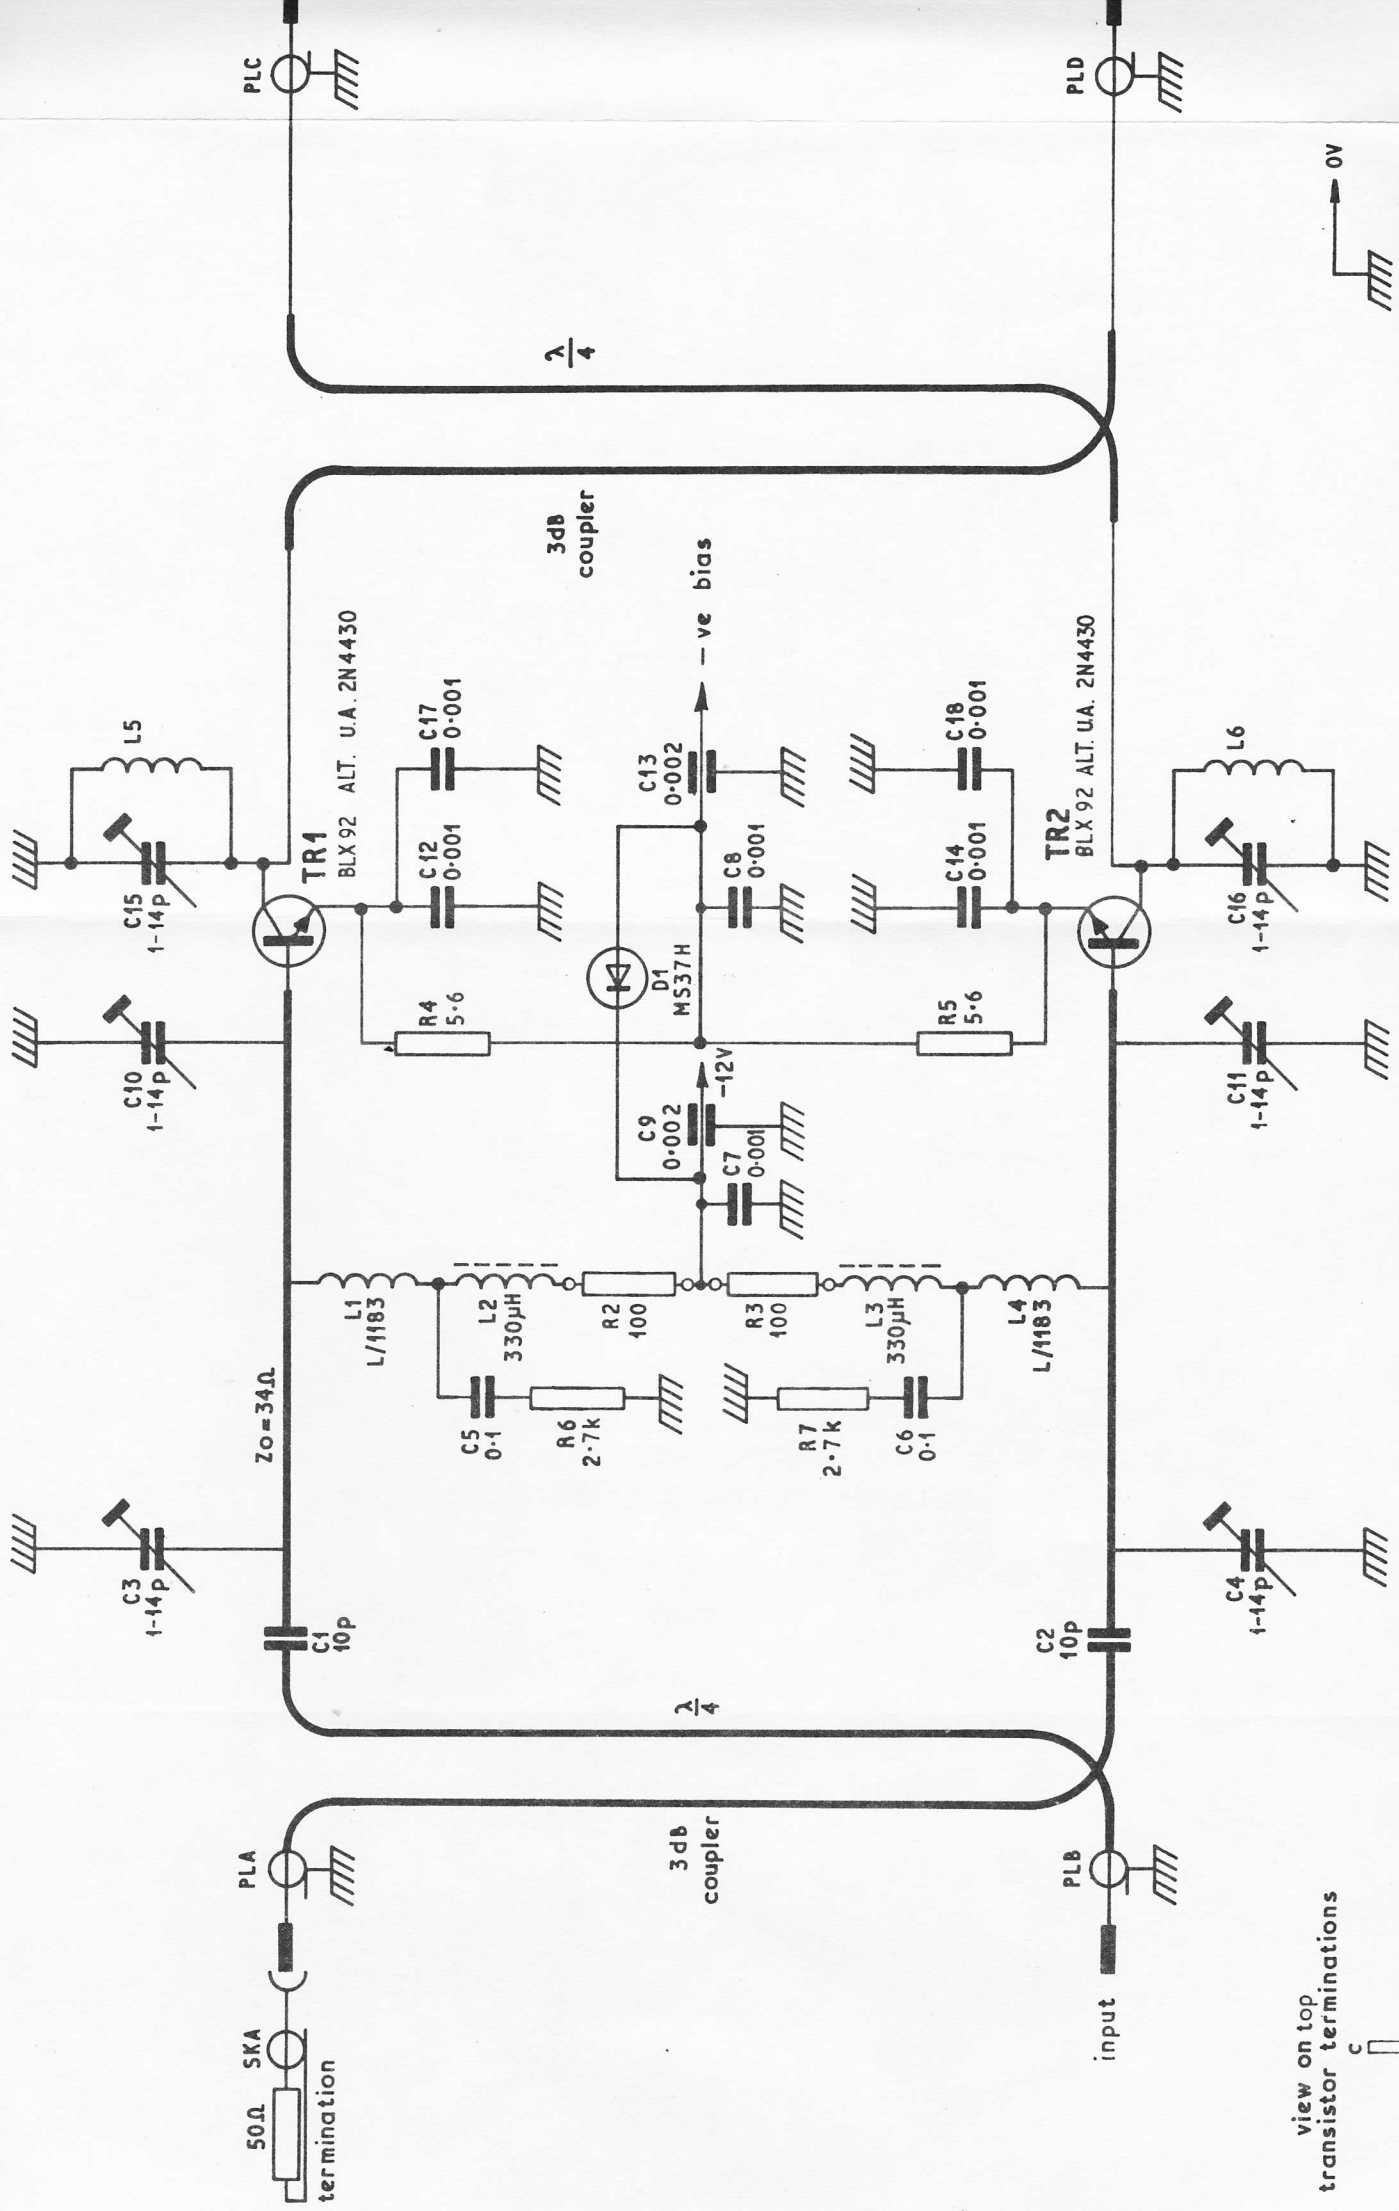 50Ω
SKA
termination
PLA
input
PLB
3dB
coupler
λ
4
C1
10p
C2
10p
C3
1-14p
C4
1-14p
Zo=34Ω
L1
L/1183
L2
330µH
R2
100
R3
100
L3
330µH
L4
L/1183
C5
0·1
R6
2·7k
R7
2·7k
C6
0·1
C7
0·001
C9
0·002
-12V
C10
1-14p
C11
1-14p
R4
5·6
D1
MS37H
R5
5·6
C15
1-14p
L5
TR1
BLX92 ALT. U.A. 2N4430
C12
0·001
C17
0·001
C8
0·001
C13
0·002
-ve bias
C14
0·001
C18
0·001
TR2
BLX92 ALT. U.A. 2N4430
C16
1-14p
L6
3dB
coupler
λ
4
PLC
PLD
0V
view on top
transistor terminations
C